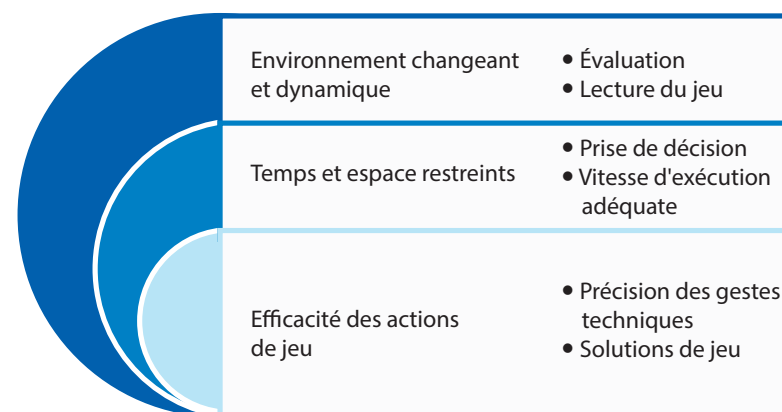 Environnement changeant
et dynamique
• Évaluation
• Lecture du jeu
Temps et espace restreints
• Prise de décision
• Vitesse d'exécution
adéquate
Efficacité des actions
de jeu
• Précision des gestes
techniques
• Solutions de jeu